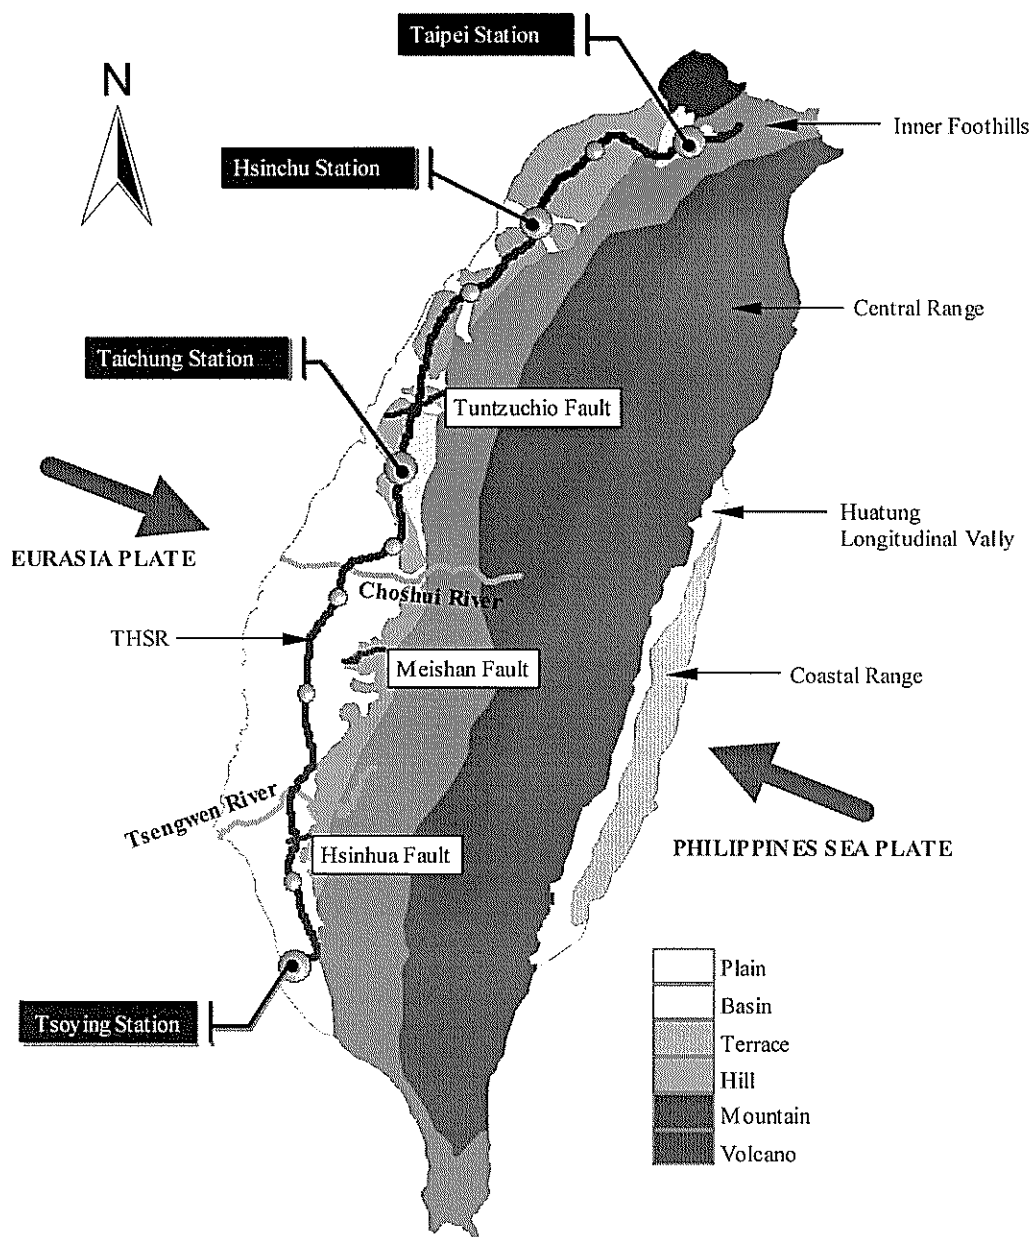 Taipei Station
N
Inner Foothills
Hsinchu Station
Central Range
Taichung Station
Tuntzuchio Fault
Huatung
Longitudinal Vally
EURASIA PLATE
Choshui River
THSR
Meishan Fault
Coastal Range
Tsengwen River
Hsinhua Fault
PHILIPPINES SEA PLATE
Plain
Basin
Tsoying Station
Terrace
Hill
Mountain
Volcano